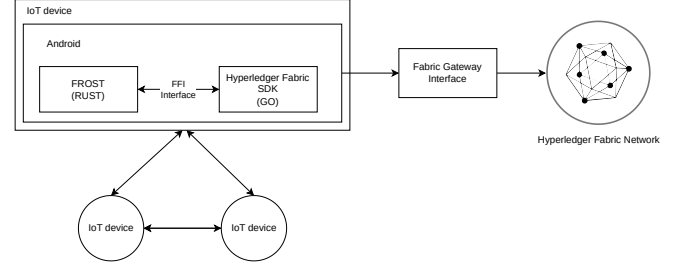 IoT device
Android
FROST
(RUST)
FFI
Interface
Hyperledger Fabric
SDK
(GO)
Fabric Gateway
Interface
Hyperledger Fabric Network
IoT device
IoT device